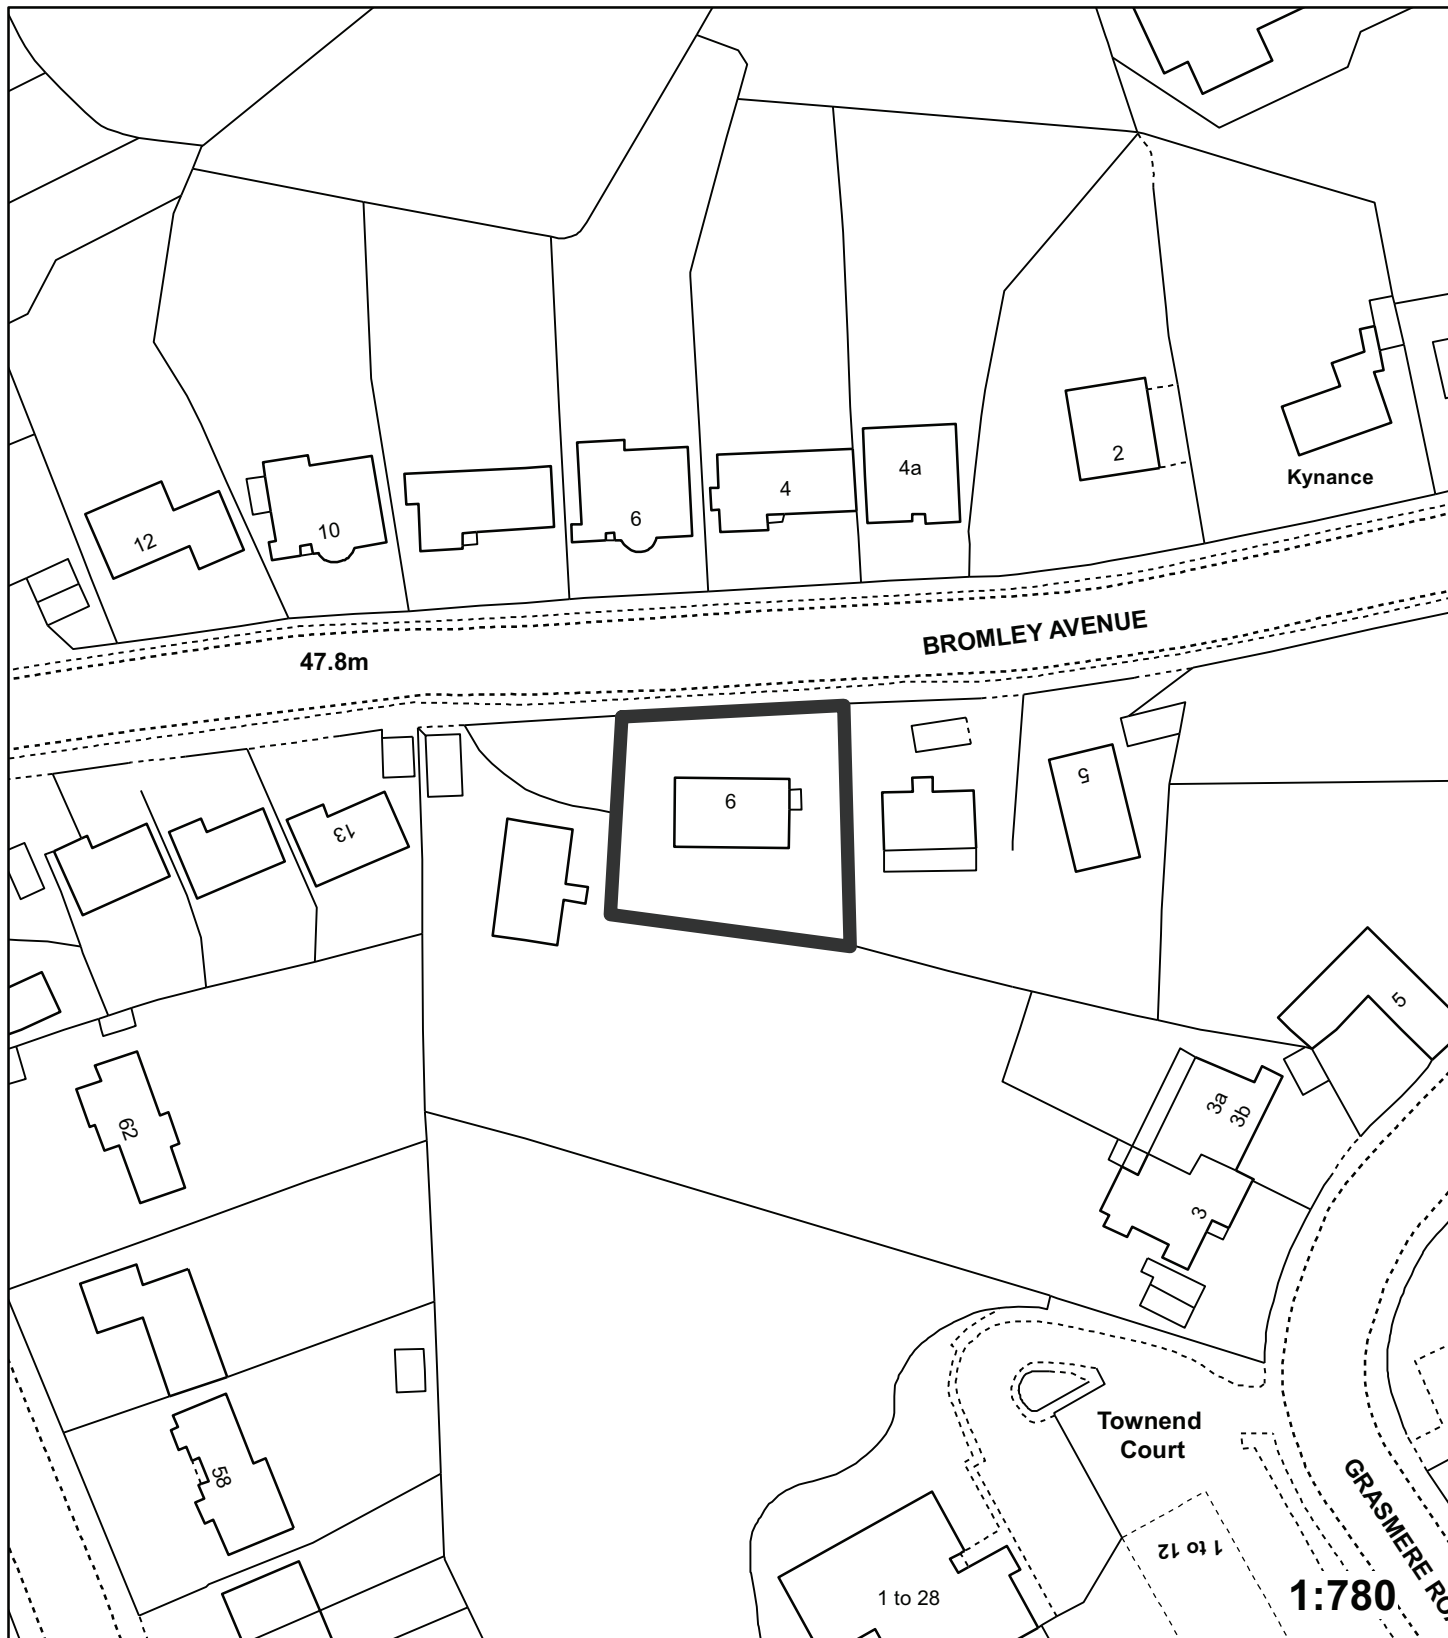 12
10
6
4
4a
2
Kynance
BROMLEY AVENUE
47.8m
13
6
5
5
3a
3b
3
62
58
Townend
Court
1 to 12
1 to 28
GRASMERE RO
1:780